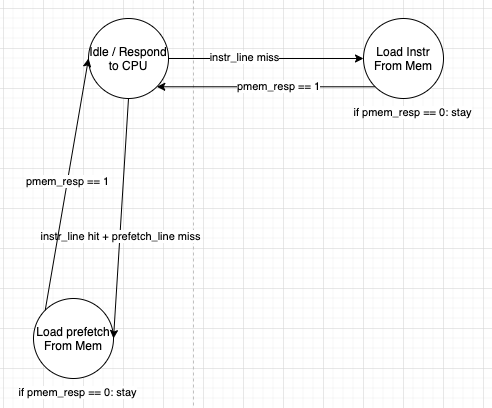 Idle / Respond
to CPU
instr_line miss
Load Instr
From Mem
pmem_resp == 1
if pmem_resp == 0: stay
pmem_resp == 1
instr_line hit + prefetch_line miss
Load prefetch
From Mem
if pmem_resp == 0: stay